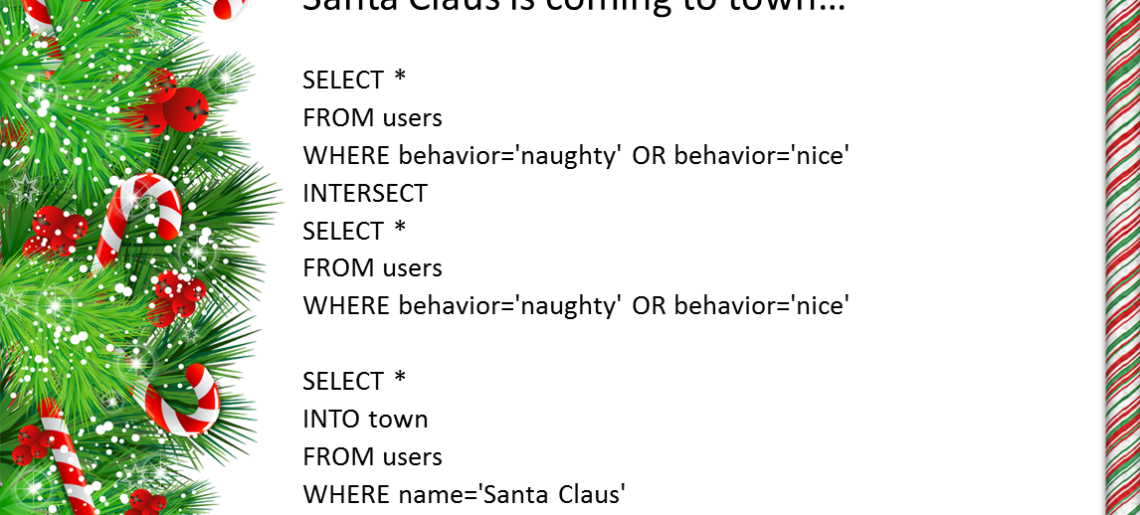 Santa Claus is coming to town...
SELECT *
FROM users
WHERE behavior='naughty' OR behavior='nice'
INTERSECT
SELECT *
FROM users
WHERE behavior='naughty' OR behavior='nice'
SELECT *
INTO town
FROM users
WHERE name='Santa Claus'